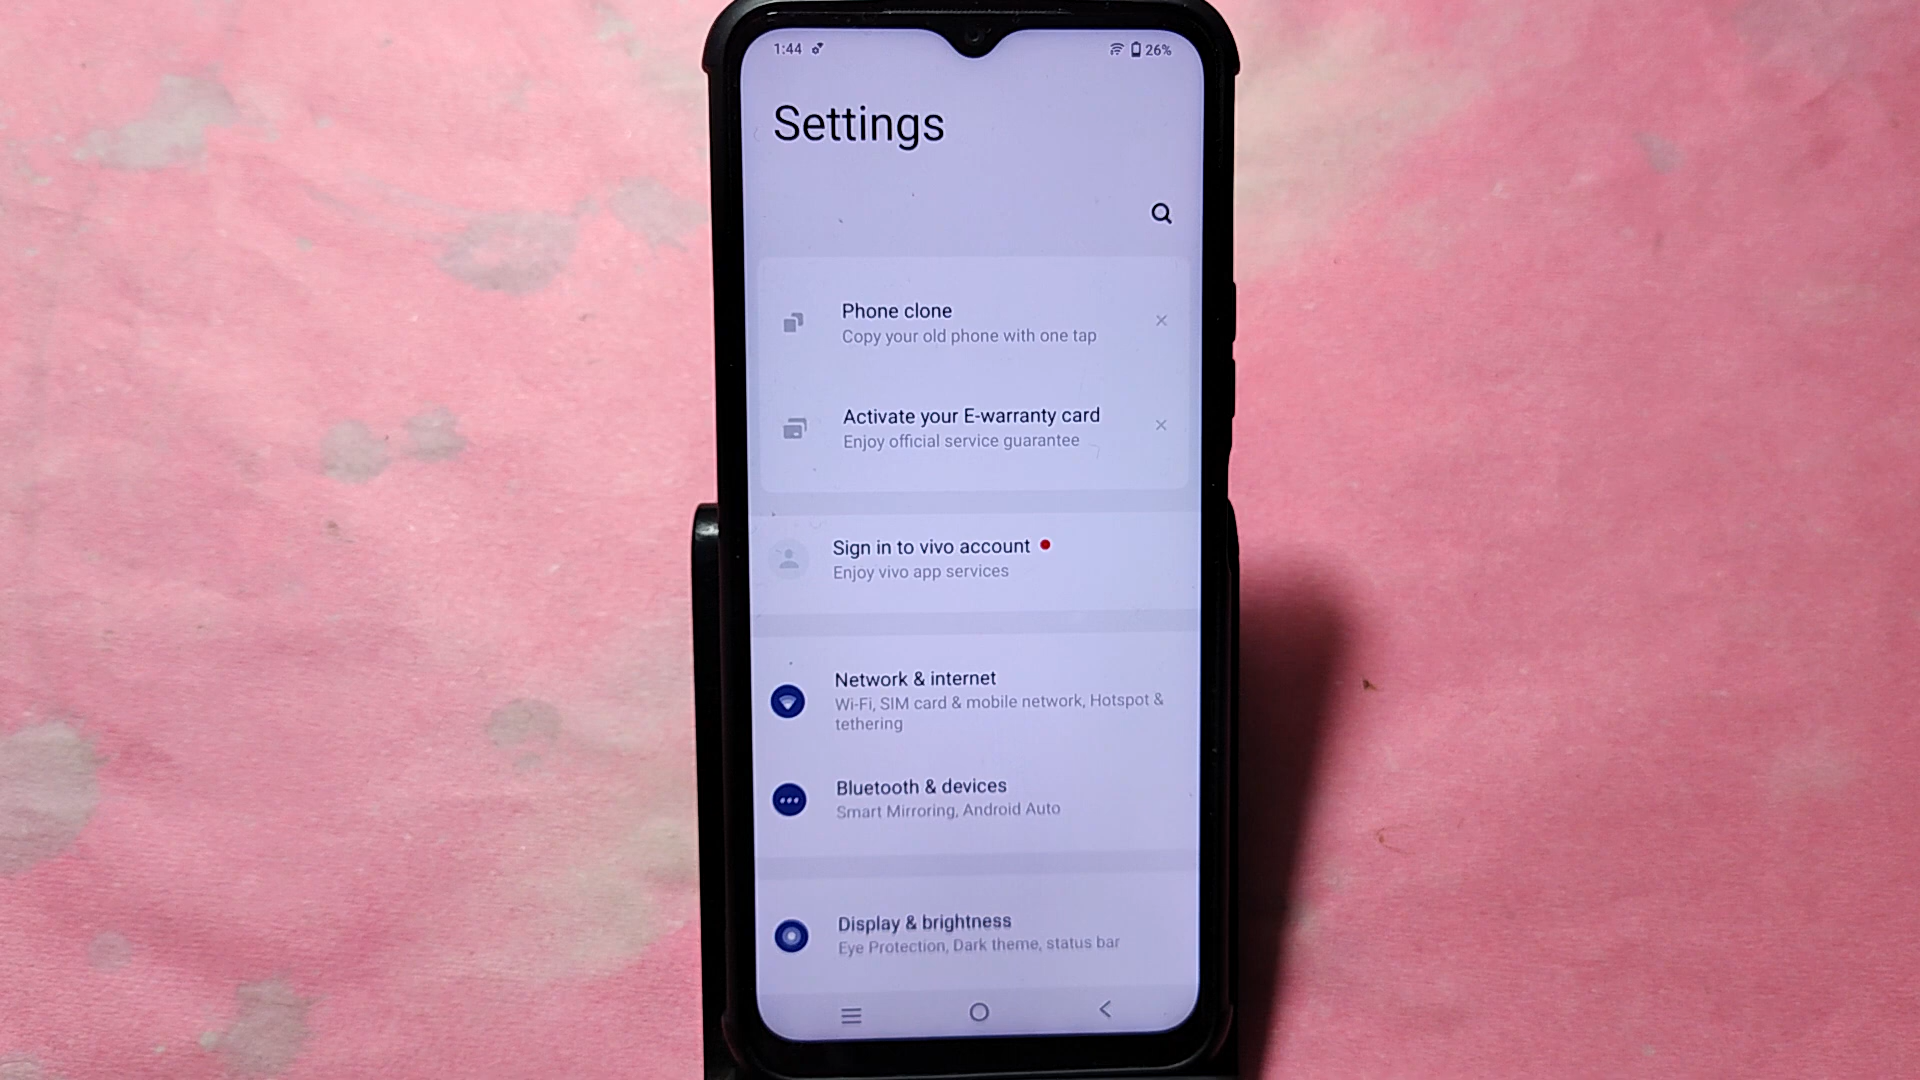 1:44
26%
Settings
Phone clone
Copy your old phone with one tap
Activate your E-warranty card
Enjoy official service guarantee
Sign in to vivo account
Enjoy vivo app services
Network & internet
Wi-Fi, SIM card & mobile network, Hotspot &
tethering
Bluetooth & devices
Smart Mirroring, Android Auto
Display & brightness
Eye Protection, Dark theme, status bar